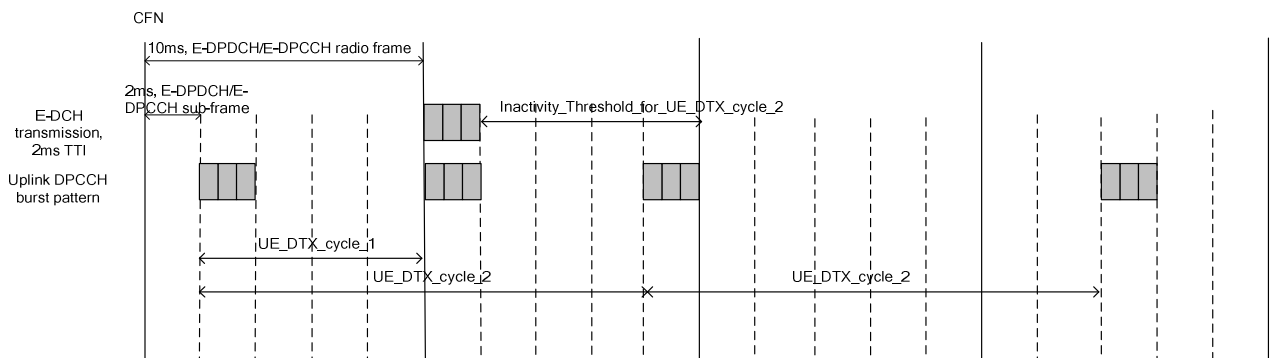 CFN
10ms, E-DPDCH/E-DPCCH radio frame
2ms, E-DPDCH/E-
DPCCH sub-frame
E-DCH
transmission,
2ms TTI
Inactivity_Threshold_for_UE_DTX_cycle_2
Uplink DPCCH
burst pattern
UE_DTX_cycle_1
UE_DTX_cycle_2
UE_DTX_cycle_2